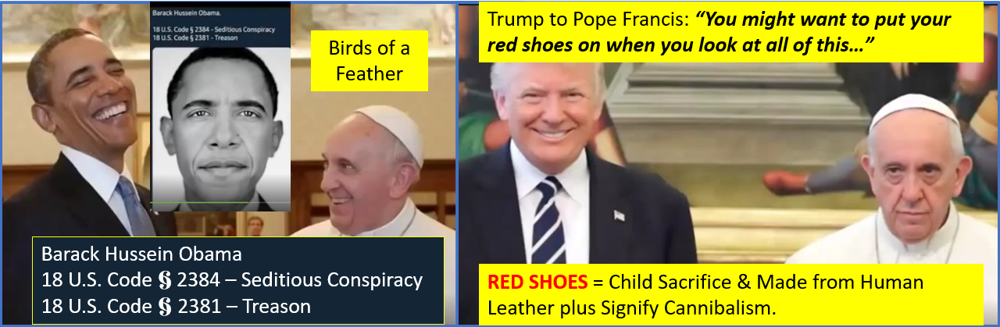 Barack Hussein Obama.
18 U.S. Code § 2384 - Seditious Conspiracy
18 U.S. Code § 2381 - Treason
Birds of a
Feather
Barack Hussein Obama
18 U.S. Code § 2384 – Seditious Conspiracy
18 U.S. Code § 2381 – Treason
Trump to Pope Francis: “You might want to put your
red shoes on when you look at all of this…”
RED SHOES = Child Sacrifice & Made from Human
Leather plus Signify Cannibalism.